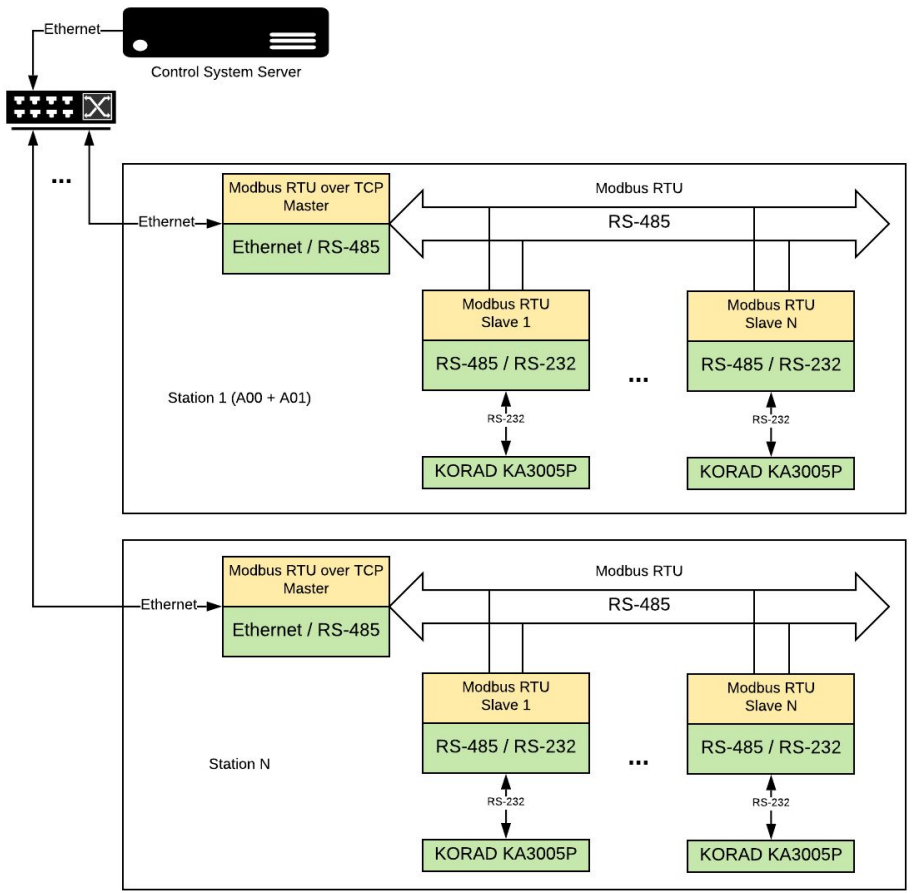 Ethernet
Control System Server
...
Modbus RTU over TCP
Master
Ethernet / RS-485
Ethernet
Modbus RTU
RS-485
Modbus RTU
Slave 1
RS-485 / RS-232
Modbus RTU
Slave N
RS-485 / RS-232
...
Station 1 (A00 + A01)
RS-232
RS-232
KORAD KA3005P
KORAD KA3005P
Modbus RTU over TCP
Master
Ethernet / RS-485
Ethernet
Modbus RTU
RS-485
Modbus RTU
Slave 1
RS-485 / RS-232
Modbus RTU
Slave N
RS-485 / RS-232
...
Station N
RS-232
RS-232
KORAD KA3005P
KORAD KA3005P